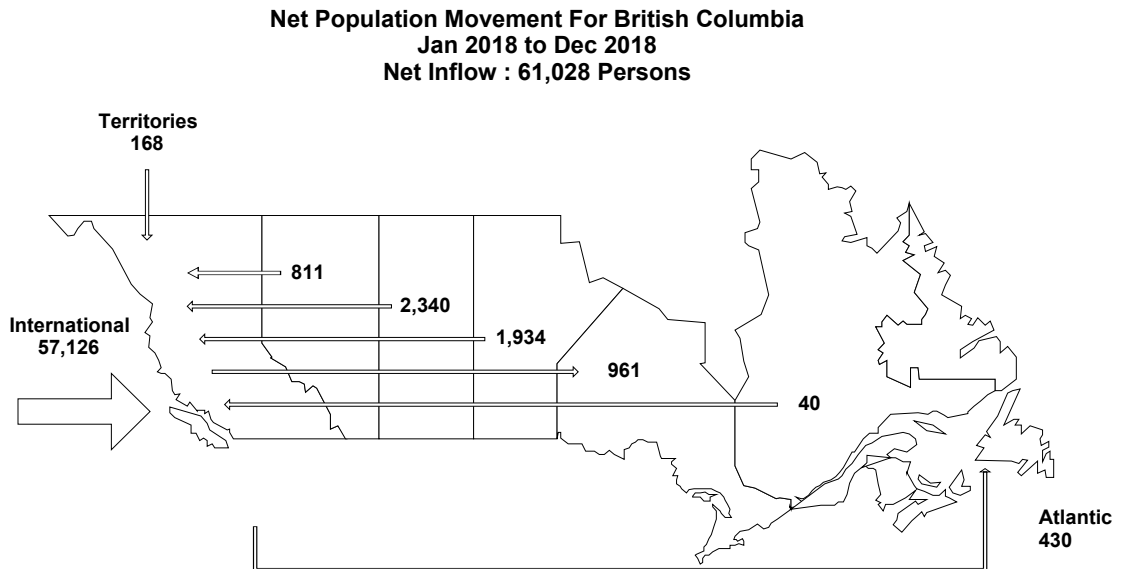 Net Population Movement For British Columbia
Jan 2018 to Dec 2018
Net Inflow : 61,028 Persons
Territories
168
811
2,340
International
57,126
1,934
961
40
Atlantic
430